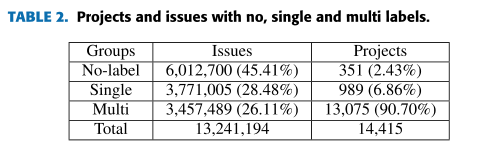 TABLE 2. Projects and issues with no, single and multi labels.
Groups Issues Projects
No-label 6,012,700 (45.41%) 351 (2.43%)
Single 3,771,005 (28.48%) 989 (6.86%)
Multi 3,457,489 (26.11%) 13,075 (90.70%)
Total 13,241,194 14,415